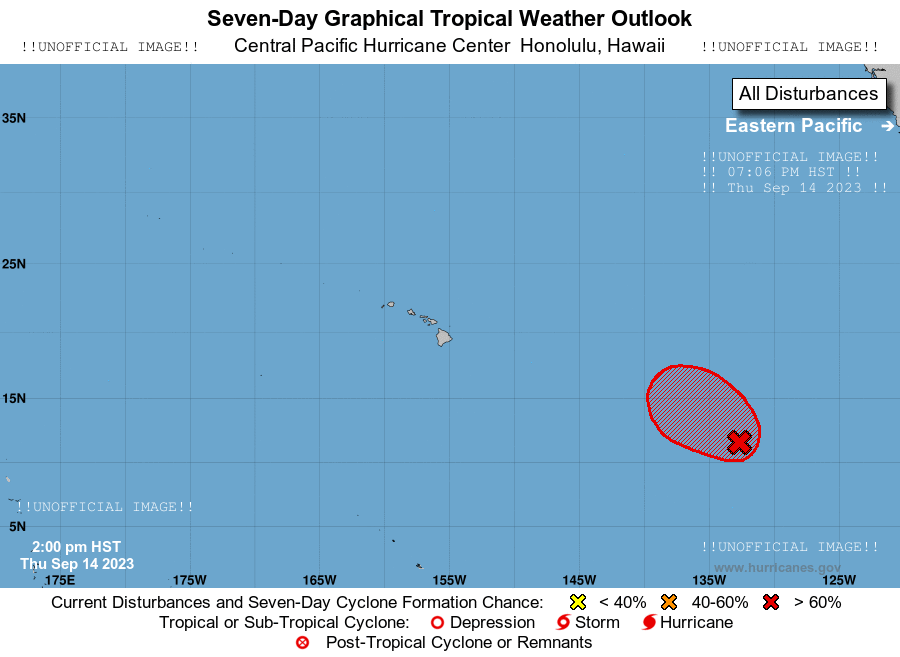 Seven-Day Graphical Tropical Weather Outlook
!!UNOFFICIAL IMAGE!! Central Pacific Hurricane Center Honolulu, Hawaii !!UNOFFICIAL IMAGE!!
All Disturbances
35N
Eastern Pacific →
!!UNOFFICIAL IMAGE!!
!! 07:06 PM HST !!
!! Thu Sep 14 2023 !!
25N
15N
!!UNOFFICIAL IMAGE!!
5N
2:00 pm HST
Thu Sep 14 2023
!!UNOFFICIAL IMAGE!!
www.hurricanes.gov
175E 175W 165W 155W 145W 135W 125W
Current Disturbances and Seven-Day Cyclone Formation Chance: < 40% 40-60% > 60%
Tropical or Sub-Tropical Cyclone: Depression Storm Hurricane
Post-Tropical Cyclone or Remnants